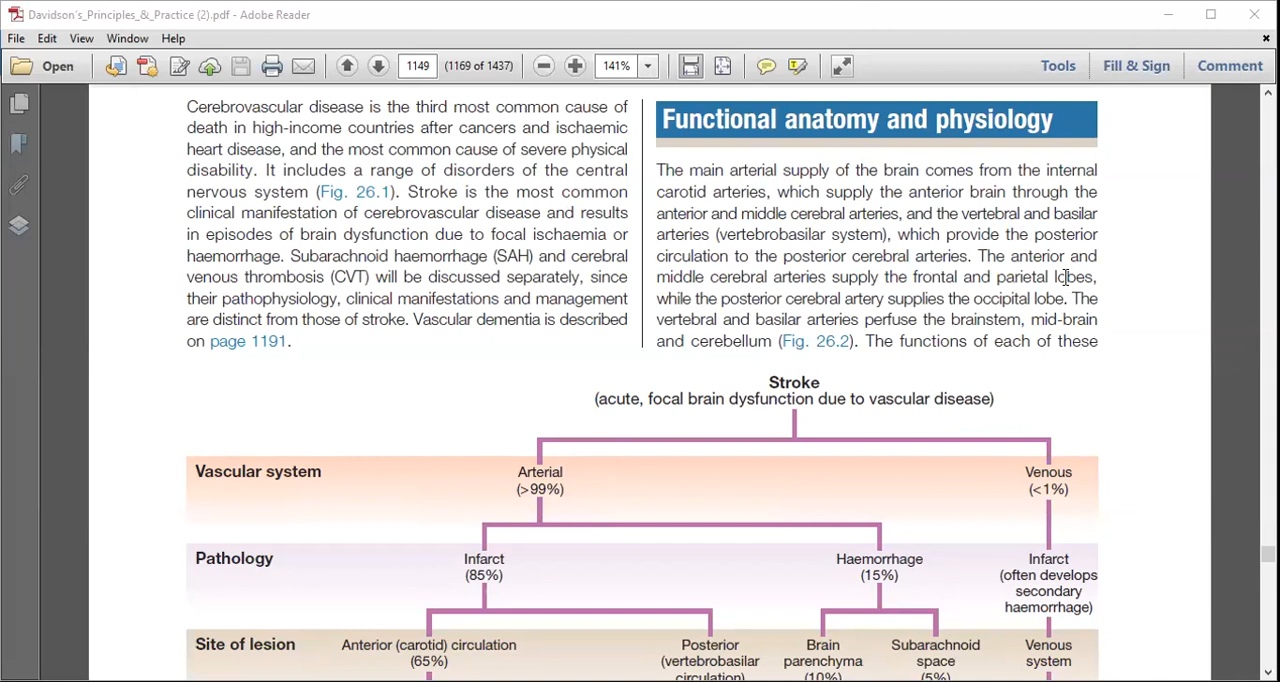 Davidson's_Principles_&_Practice (2).pdf - Adobe Reader
File Edit View Window Help
Open 1149 (1169 of 1437) 141% Tools Fill & Sign Comment
Cerebrovascular disease is the third most common cause of
death in high-income countries after cancers and ischaemic
heart disease, and the most common cause of severe physical
disability. It includes a range of disorders of the central
nervous system (Fig. 26.1). Stroke is the most common
clinical manifestation of cerebrovascular disease and results
in episodes of brain dysfunction due to focal ischaemia or
haemorrhage. Subarachnoid haemorrhage (SAH) and cerebral
venous thrombosis (CVT) will be discussed separately, since
their pathophysiology, clinical manifestations and management
are distinct from those of stroke. Vascular dementia is described
on page 1191.
Functional anatomy and physiology
The main arterial supply of the brain comes from the internal
carotid arteries, which supply the anterior brain through the
anterior and middle cerebral arteries, and the vertebral and basilar
arteries (vertebrobasilar system), which provide the posterior
circulation to the posterior cerebral arteries. The anterior and
middle cerebral arteries supply the frontal and parietal lobes,
while the posterior cerebral artery supplies the occipital lobe. The
vertebral and basilar arteries perfuse the brainstem, mid-brain
and cerebellum (Fig. 26.2). The functions of each of these
Stroke
(acute, focal brain dysfunction due to vascular disease)
Vascular system
Arterial
(>99%)
Venous
(<1%)
Pathology
Infarct
(85%)
Haemorrhage
(15%)
Infarct
(often develops
secondary
haemorrhage)
Site of lesion
Anterior (carotid) circulation
(65%)
Posterior
(vertebrobasilar
circulation)
Brain
parenchyma
(10%)
Subarachnoid
space
(5%)
Venous
system